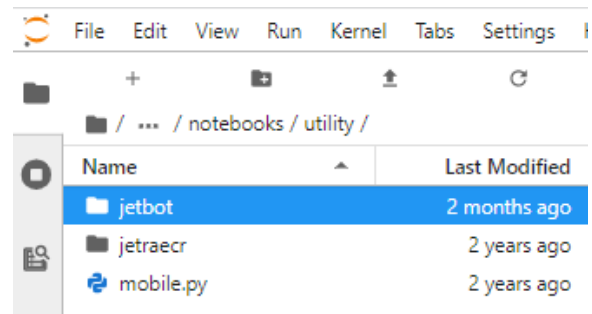 File Edit View Run Kernel Tabs Settings
/ ••• / notebooks / utility /
Name Last Modified
jetbot 2 months ago
jetraecr 2 years ago
mobile.py 2 years ago